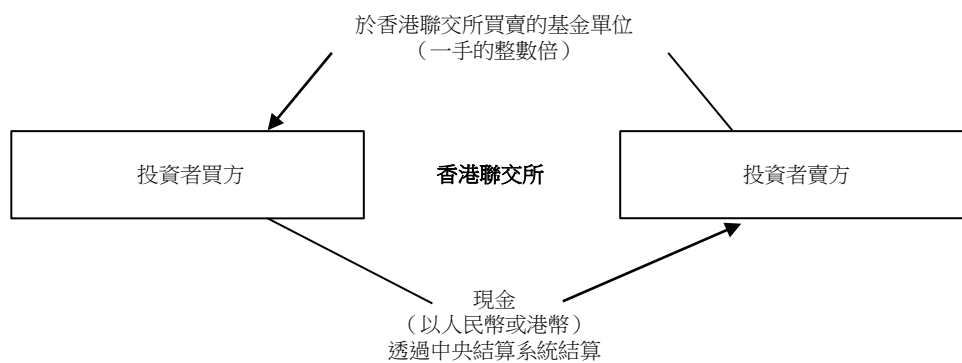 於香港聯交所買賣的基金單位
（一手的整數倍）
投資者買方
香港聯交所
投資者賣方
現金
（以人民幣或港幣）
透過中央結算系統結算